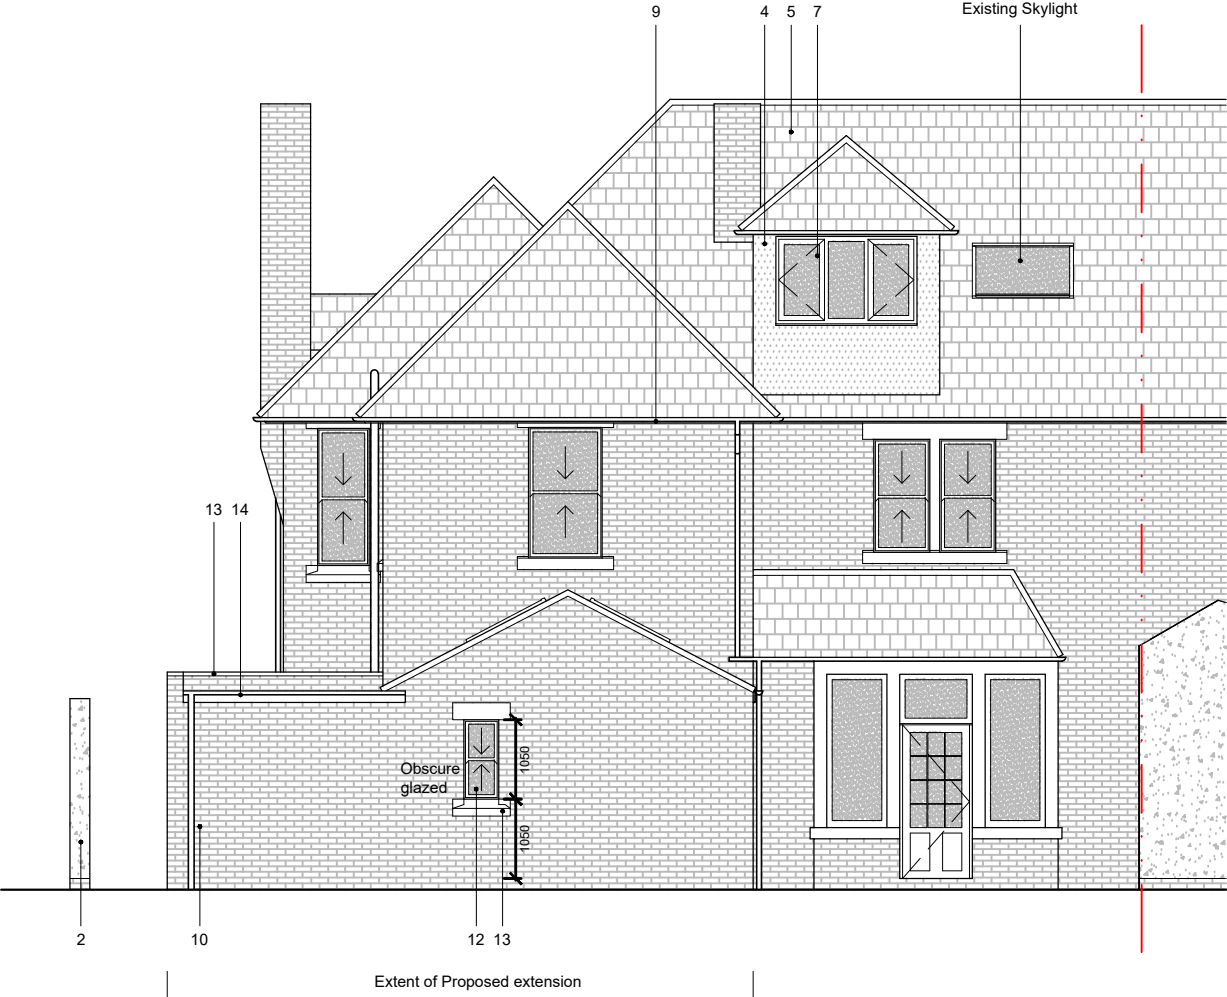 9
4 5 7
Existing Skylight
13 14
Obscure
glazed
1050
1050
2
10
12 13
Extent of Proposed extension